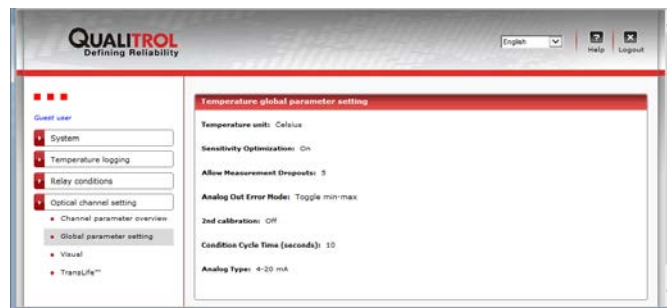 QUALITROL
Defining Reliability
English
Help
Logout
Guest user
System
Temperature logging
Relay conditions
Optical channel setting
Channel parameter overview
Global parameter setting
Visual
TransLife™
Temperature global parameter setting
Temperature unit: Celsius
Sensitivity Optimization: On
Allow Measurement Dropouts: 5
Analog Out Error Mode: Toggle min-max
2nd calibration: Off
Condition Cycle Time (seconds): 10
Analog Type: 4-20 mA